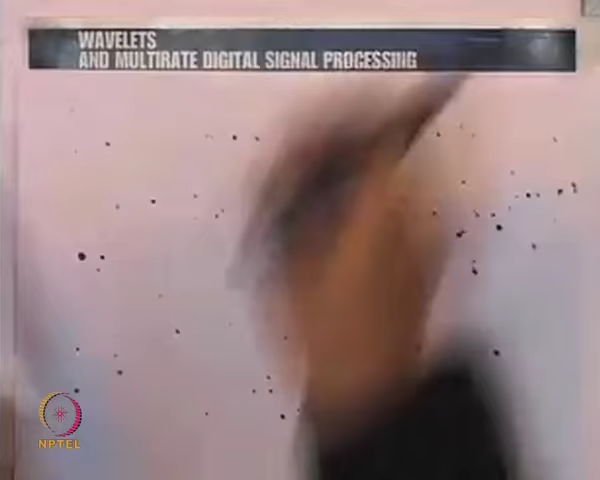 WAVELETS
AND MULTIRATE DIGITAL SIGNAL PROCESSING
NPTEL